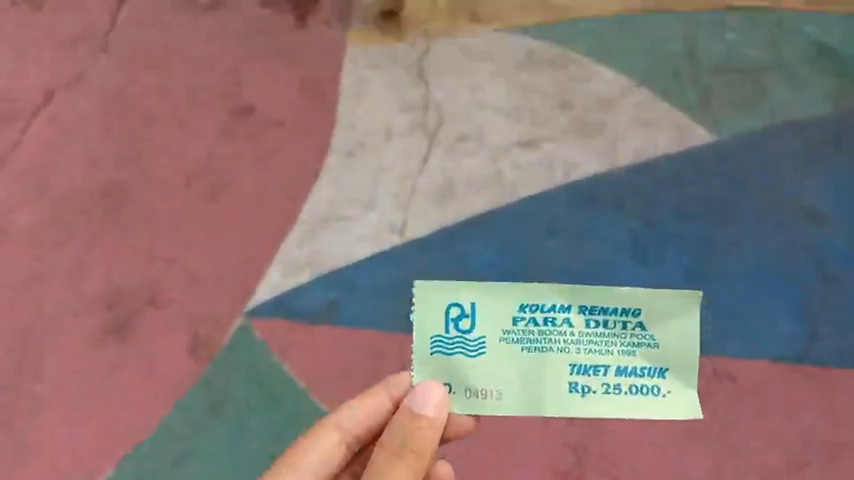 KOLAM RENANG
PARA DUTA
WATER BOOM & SWIMMING POOL
PEMERINTAH KABUPATEN KAMPAR
PERDA NO. 3 TAHUN 1998
TIKET MASUK
Rp. 25.000,-
04913